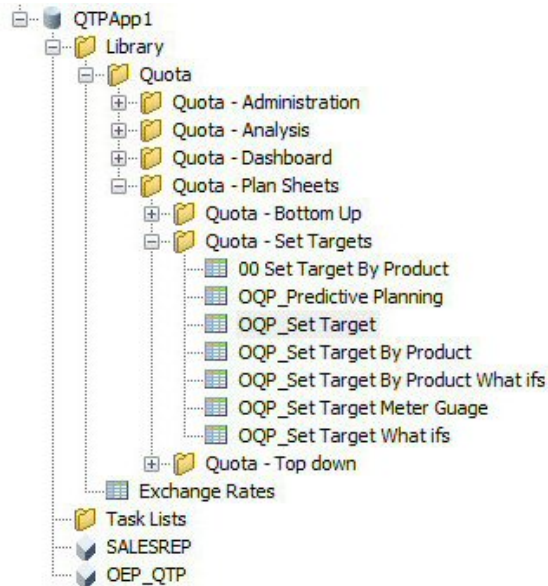 QTPApp1
Library
Quota
Quota - Administration
Quota - Analysis
Quota - Dashboard
Quota - Plan Sheets
Quota - Bottom Up
Quota - Set Targets
00 Set Target By Product
OQP_Predictive Planning
OQP_Set Target
OQP_Set Target By Product
OQP_Set Target By Product What ifs
OQP_Set Target Meter Guage
OQP_Set Target What ifs
Quota - Top down
Exchange Rates
Task Lists
SALESREP
OEP_QTP